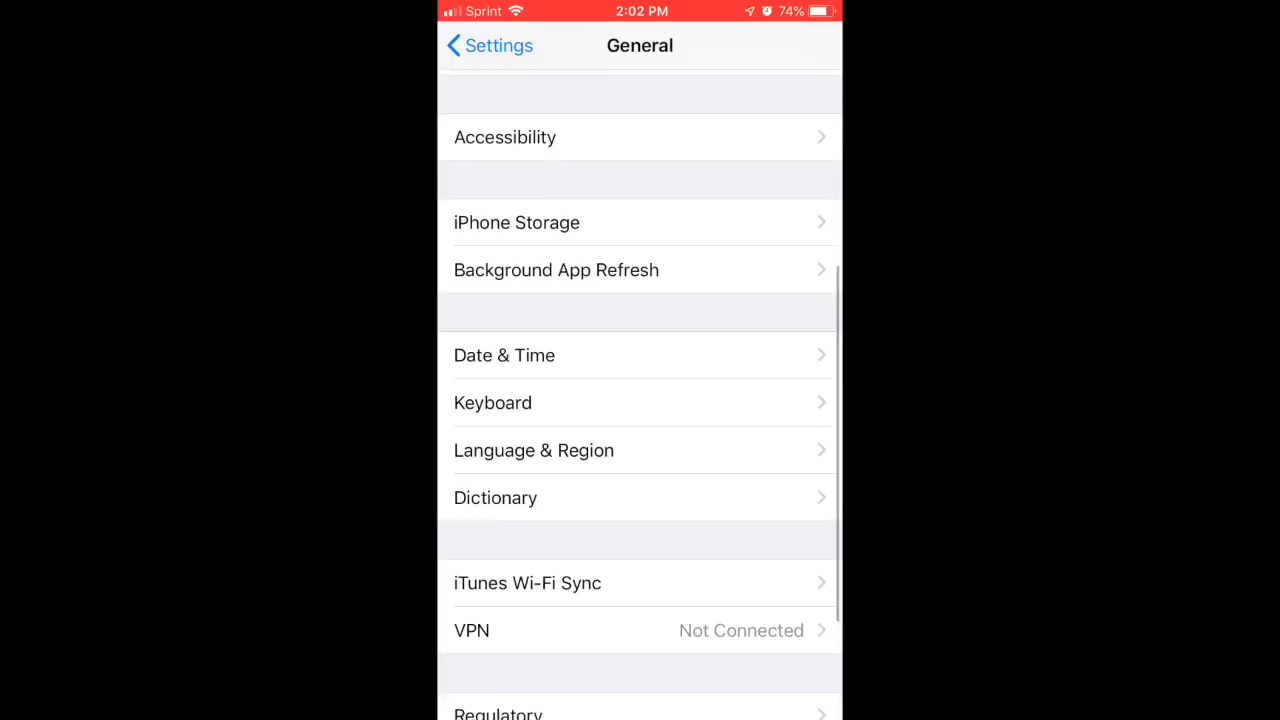 Sprint 2:02 PM 74%
Settings General
Accessibility
iPhone Storage
Background App Refresh
Date & Time
Keyboard
Language & Region
Dictionary
iTunes Wi-Fi Sync
VPN Not Connected
Regulatory